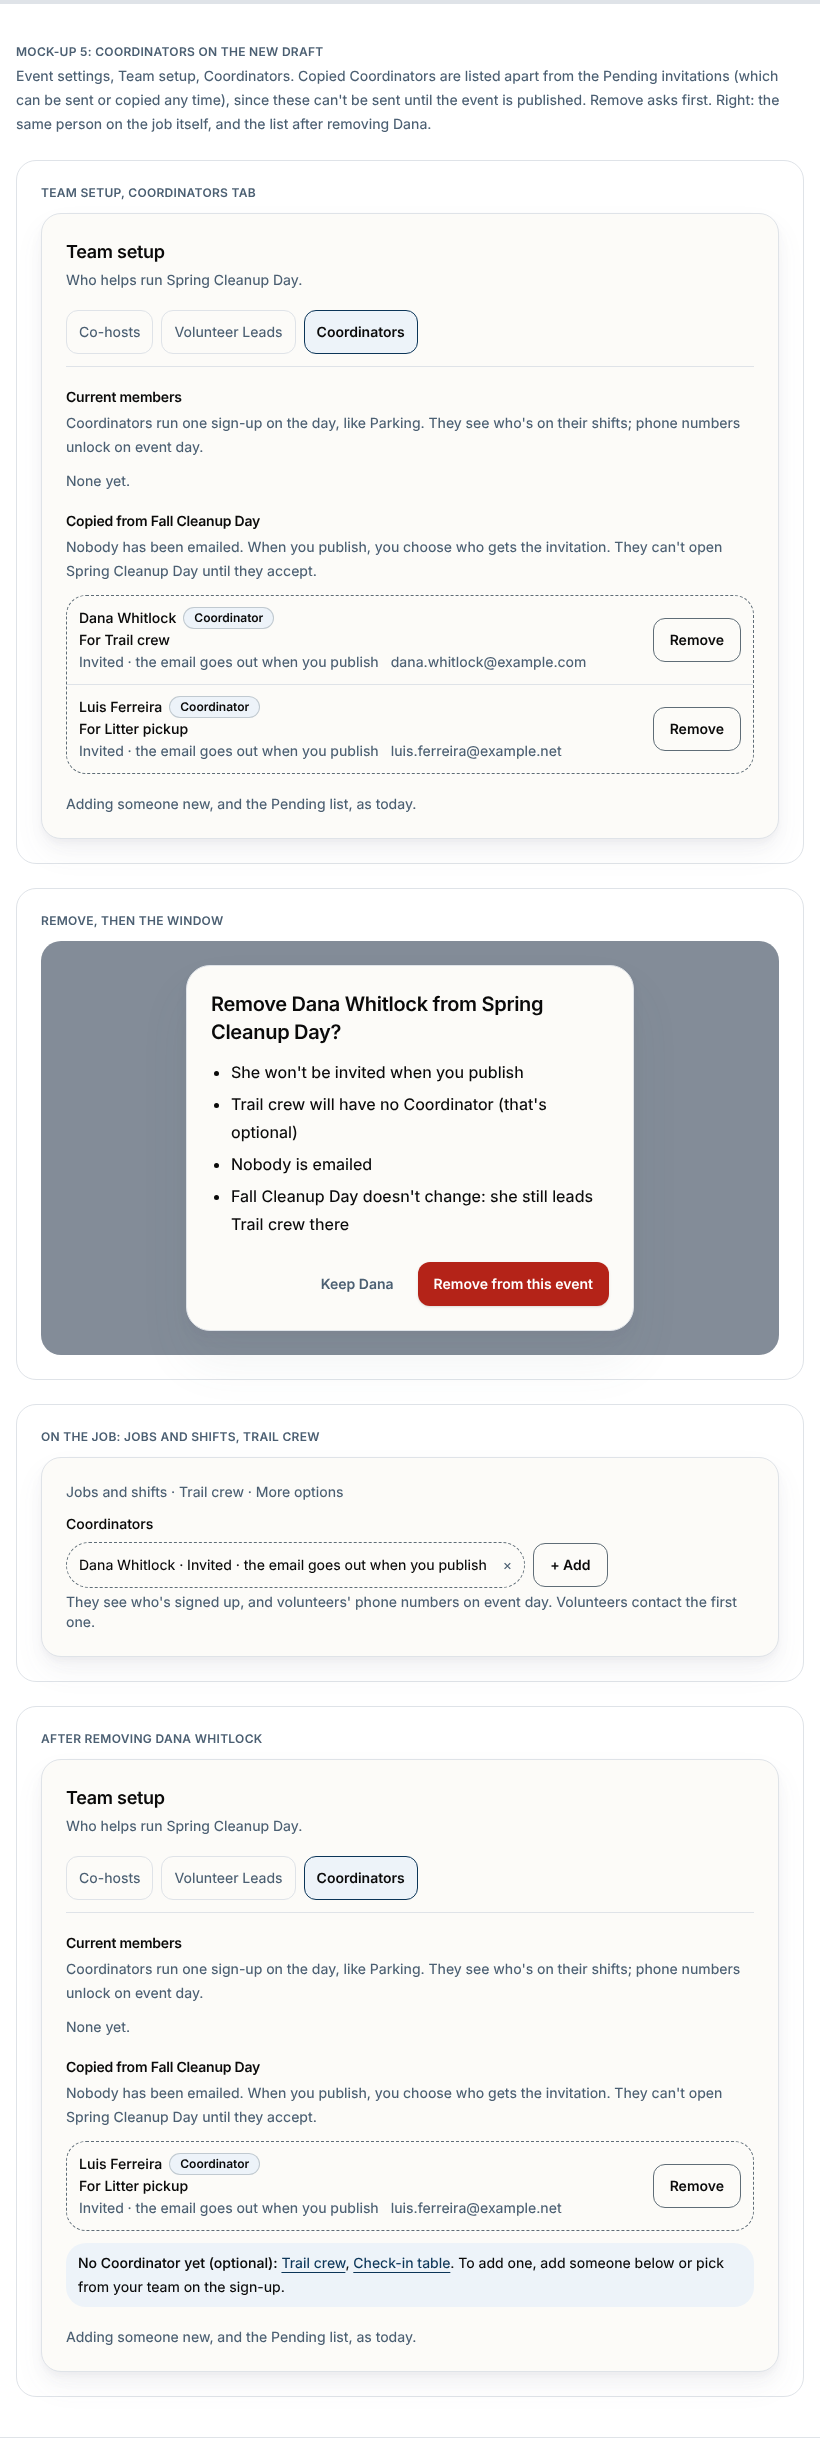 MOCK-UP 5: COORDINATORS ON THE NEW DRAFT
Event settings, Team setup, Coordinators. Copied Coordinators are listed apart from the Pending invitations (which
can be sent or copied any time), since these can't be sent until the event is published. Remove asks first. Right: the
same person on the job itself, and the list after removing Dana.
TEAM SETUP, COORDINATORS TAB
Team setup
Who helps run Spring Cleanup Day.
Co-hosts Volunteer Leads Coordinators
Current members
Coordinators run one sign-up on the day, like Parking. They see who's on their shifts; phone numbers
unlock on event day.
None yet.
Copied from Fall Cleanup Day
Nobody has been emailed. When you publish, you choose who gets the invitation. They can't open
Spring Cleanup Day until they accept.
Dana Whitlock Coordinator
For Trail crew
Invited · the email goes out when you publish dana.whitlock@example.com
Remove
Luis Ferreira Coordinator
For Litter pickup
Invited · the email goes out when you publish luis.ferreira@example.net
Remove
Adding someone new, and the Pending list, as today.
REMOVE, THEN THE WINDOW
Remove Dana Whitlock from Spring
Cleanup Day?
• She won't be invited when you publish
• Trail crew will have no Coordinator (that's
optional)
• Nobody is emailed
• Fall Cleanup Day doesn't change: she still leads
Trail crew there
Keep Dana Remove from this event
ON THE JOB: JOBS AND SHIFTS, TRAIL CREW
Jobs and shifts · Trail crew · More options
Coordinators
Dana Whitlock · Invited · the email goes out when you publish × + Add
They see who's signed up, and volunteers' phone numbers on event day. Volunteers contact the first
one.
AFTER REMOVING DANA WHITLOCK
Team setup
Who helps run Spring Cleanup Day.
Co-hosts Volunteer Leads Coordinators
Current members
Coordinators run one sign-up on the day, like Parking. They see who's on their shifts; phone numbers
unlock on event day.
None yet.
Copied from Fall Cleanup Day
Nobody has been emailed. When you publish, you choose who gets the invitation. They can't open
Spring Cleanup Day until they accept.
Luis Ferreira Coordinator
For Litter pickup
Invited · the email goes out when you publish luis.ferreira@example.net
Remove
No Coordinator yet (optional): Trail crew, Check-in table. To add one, add someone below or pick
from your team on the sign-up.
Adding someone new, and the Pending list, as today.